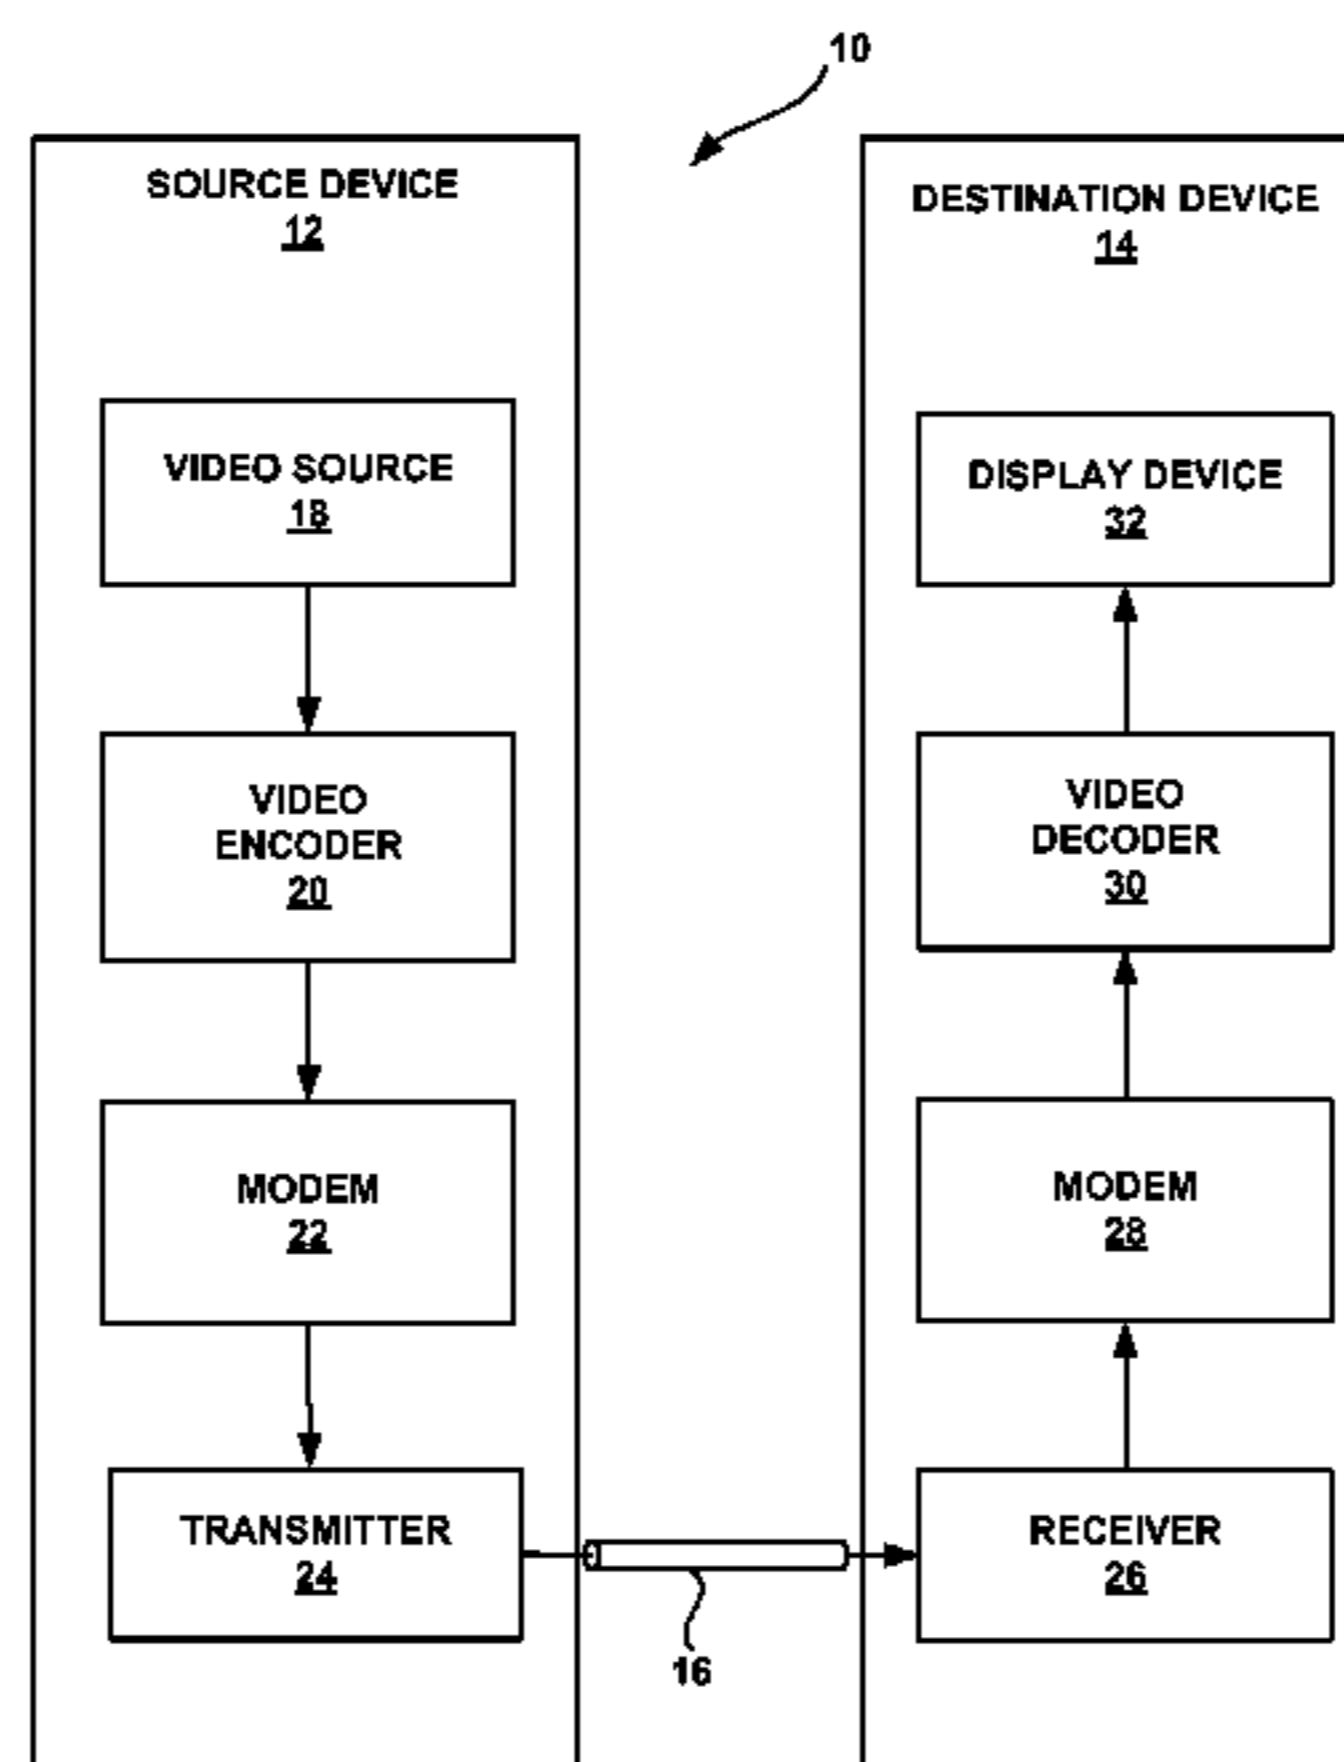 10
SOURCE DEVICE
12
VIDEO SOURCE
18
VIDEO
ENCODER
20
MODEM
22
TRANSMITTER
24
16
DESTINATION DEVICE
14
DISPLAY DEVICE
32
VIDEO
DECODER
30
MODEM
28
RECEIVER
26